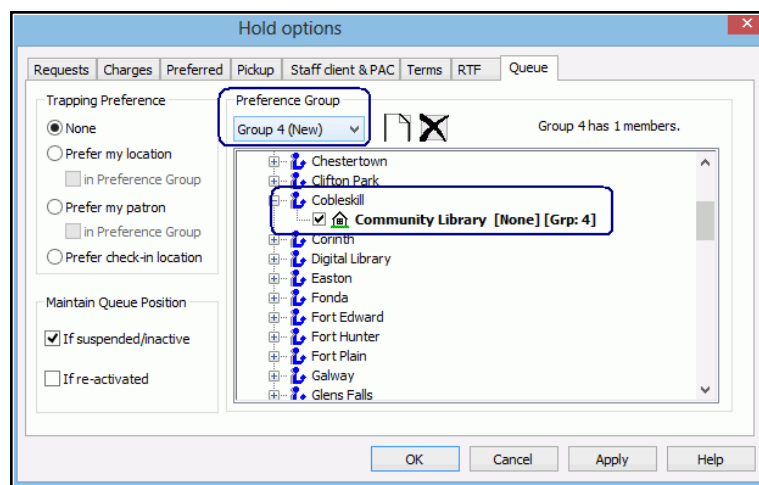 Hold options
Requests Charges Preferred Pickup Staff client & PAC Terms RTF Queue
Trapping Preference
None
Prefer my location
in Preference Group
Prefer my patron
in Preference Group
Prefer check-in location
Maintain Queue Position
If suspended/inactive
If re-activated
Preference Group
Group 4 (New)
Group 4 has 1 members.
Chestertown
Clifton Park
Cobleskill
Community Library [None] [Grp: 4]
Corinth
Digital Library
Easton
Fonda
Fort Edward
Fort Hunter
Fort Plain
Galway
Glens Falls
OK Cancel Apply Help